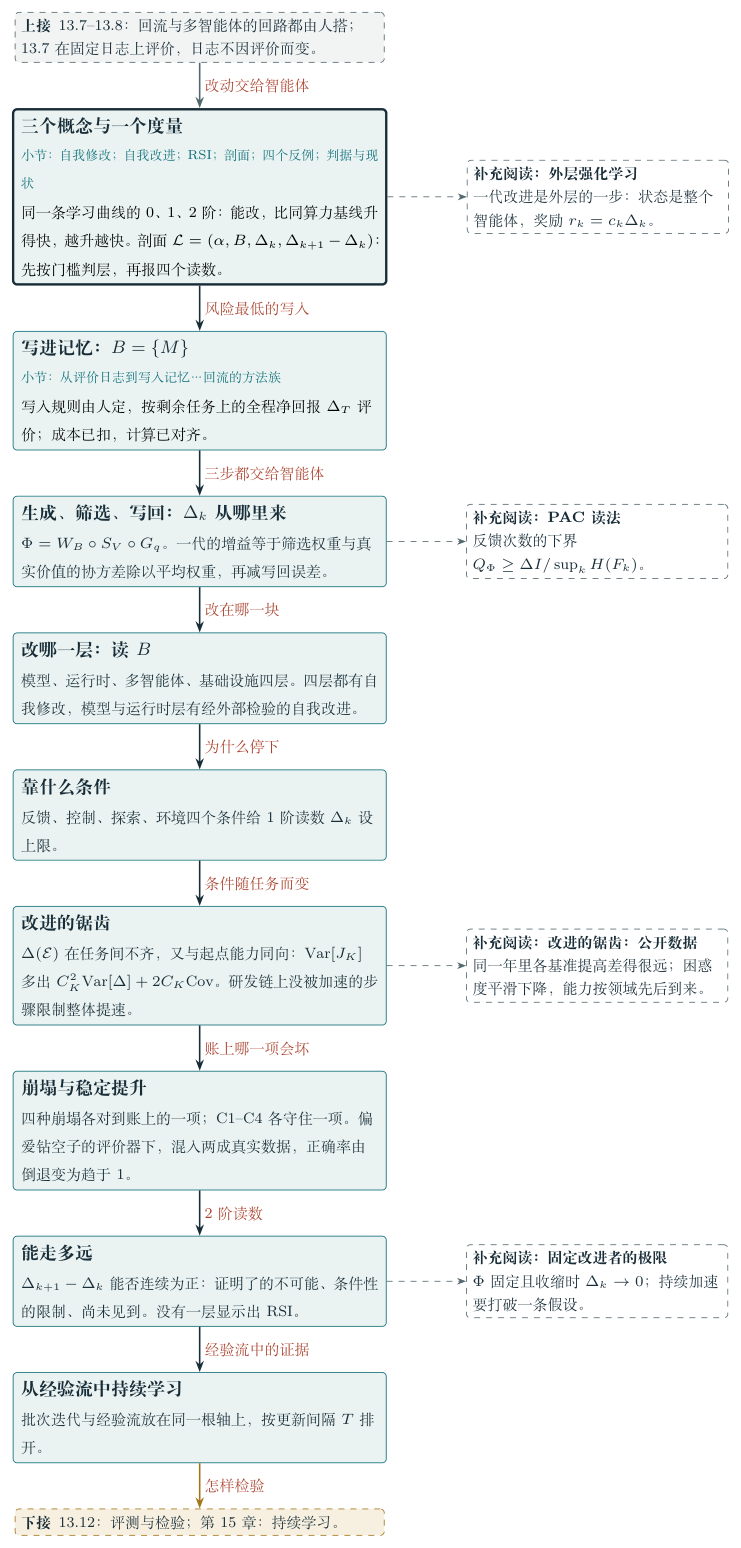 上接 13.7–13.8：回流与多智能体的回路都由人搭；
13.7 在固定日志上评价，日志不因评价而变。
改动交给智能体
三个概念与一个度量
小节：自我修改；自我改进；RSI；剖面；四个反例；判据与现
状
同一条学习曲线的 0、1、2 阶：能改，比同算力基线升
得快，越升越快。剖面 $\mathcal{L} = (\alpha, B, \Delta_k, \Delta_{k+1} - \Delta_k)$：
先按门槛判层，再报四个读数。
补充阅读：外层强化学习
一代改进是外层的一步：状态是整个
智能体，奖励 $r_k = c_k \Delta_k$。
风险最低的写入
写进记忆：$B = \{M\}$
小节：从评价日志到写入记忆…回流的方法族
写入规则由人定，按剩余任务上的全程净回报 $\Delta_T$ 评
价；成本已扣，计算已对齐。
三步都交给智能体
生成、筛选、写回：$\Delta_k$ 从哪里来
$\Phi = W_B \circ S_V \circ G_q$。一代的增益等于筛选权重与真
实价值的协方差除以平均权重，再减写回误差。
补充阅读：PAC 读法
反馈次数的下界
$Q_\Phi \geq \Delta I / \sup_k H(F_k)$。
改在哪一块
改哪一层：读 $B$
模型、运行时、多智能体、基础设施四层。四层都有自
我修改，模型与运行时层有经外部检验的自我改进。
为什么停下
靠什么条件
反馈、控制、探索、环境四个条件给 1 阶读数 $\Delta_k$ 设
上限。
条件随任务而变
改进的锯齿
$\Delta(\mathcal{E})$ 在任务间不齐，又与起点能力同向：$\mathrm{Var}[J_K]$
多出 $C_K^2 \mathrm{Var}[\Delta] + 2C_K \mathrm{Cov}$。研发链上没被加速的步
骤限制整体提速。
补充阅读：改进的锯齿：公开数据
同一年里各基准提高差得很远；困惑
度平滑下降，能力按领域先后到来。
账上哪一项会坏
崩塌与稳定提升
四种崩塌各对到账上的一项；C1–C4 各守住一项。偏
爱钻空子的评价器下，混入两成真实数据，正确率由
倒退变为趋于 1。
2 阶读数
能走多远
$\Delta_{k+1} - \Delta_k$ 能否连续为正：证明了的不可能、条件性
的限制、尚未见到。没有一层显示出 RSI。
补充阅读：固定改进者的极限
$\Phi$ 固定且收缩时 $\Delta_k \to 0$；持续加速
要打破一条假设。
经验流中的证据
从经验流中持续学习
批次迭代与经验流放在同一根轴上，按更新间隔 $T$ 排
开。
怎样检验
下接 13.12：评测与检验；第 15 章：持续学习。